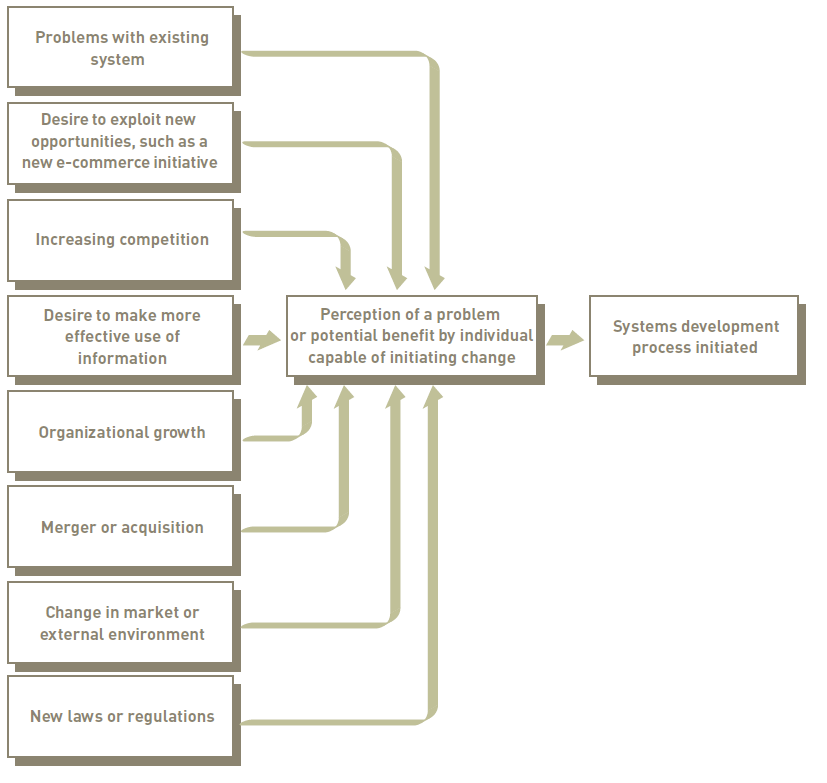 Problems with existing
system
Desire to exploit new
opportunities, such as a
new e-commerce initiative
Increasing competition
Desire to make more
effective use of
information
Perception of a problem
or potential benefit by individual
capable of initiating change
Systems development
process initiated
Organizational growth
Merger or acquisition
Change in market or
external environment
New laws or regulations